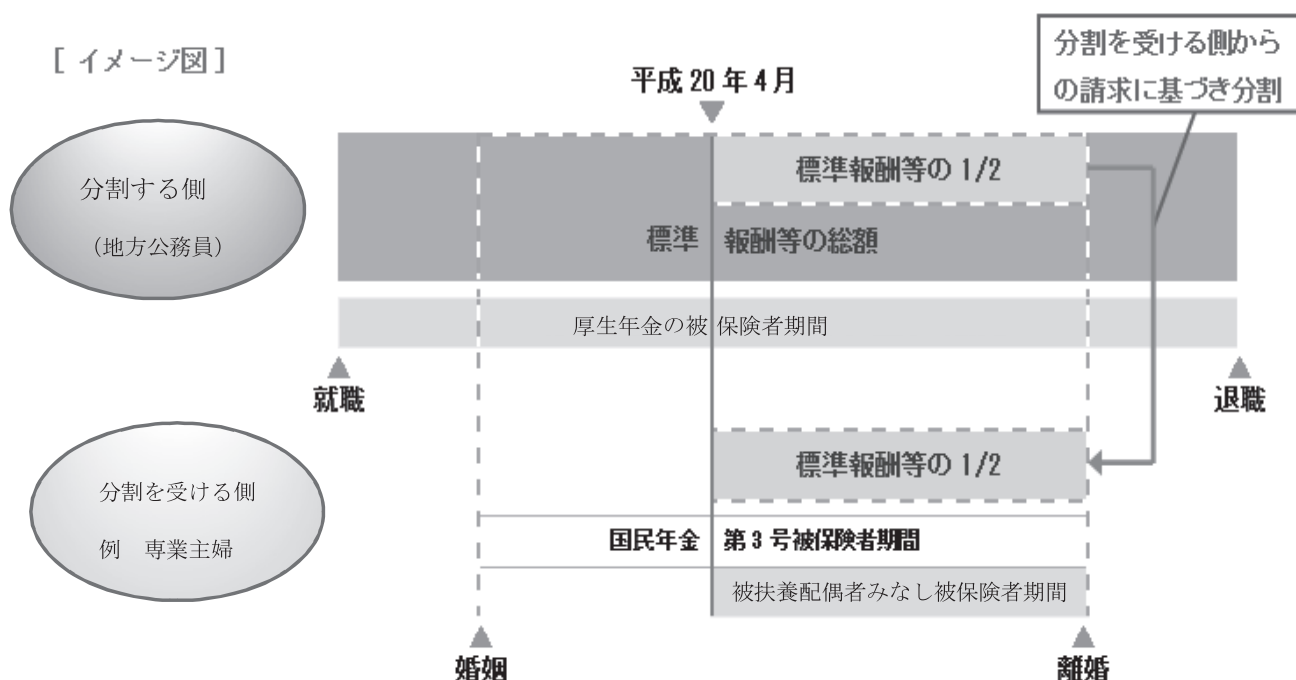 [ イメージ図 ]
分割を受ける側から
の請求に基づき分割
平成 20 年 4 月
分割する側
（地方公務員）
標準報酬等の 1/2
標準 報酬等の総額
厚生年金の被 保険者期間
就職
退職
分割を受ける側
例　専業主婦
標準報酬等の 1/2
国民年金 第 3 号被保険者期間
被扶養配偶者みなし被保険者期間
婚姻
離婚